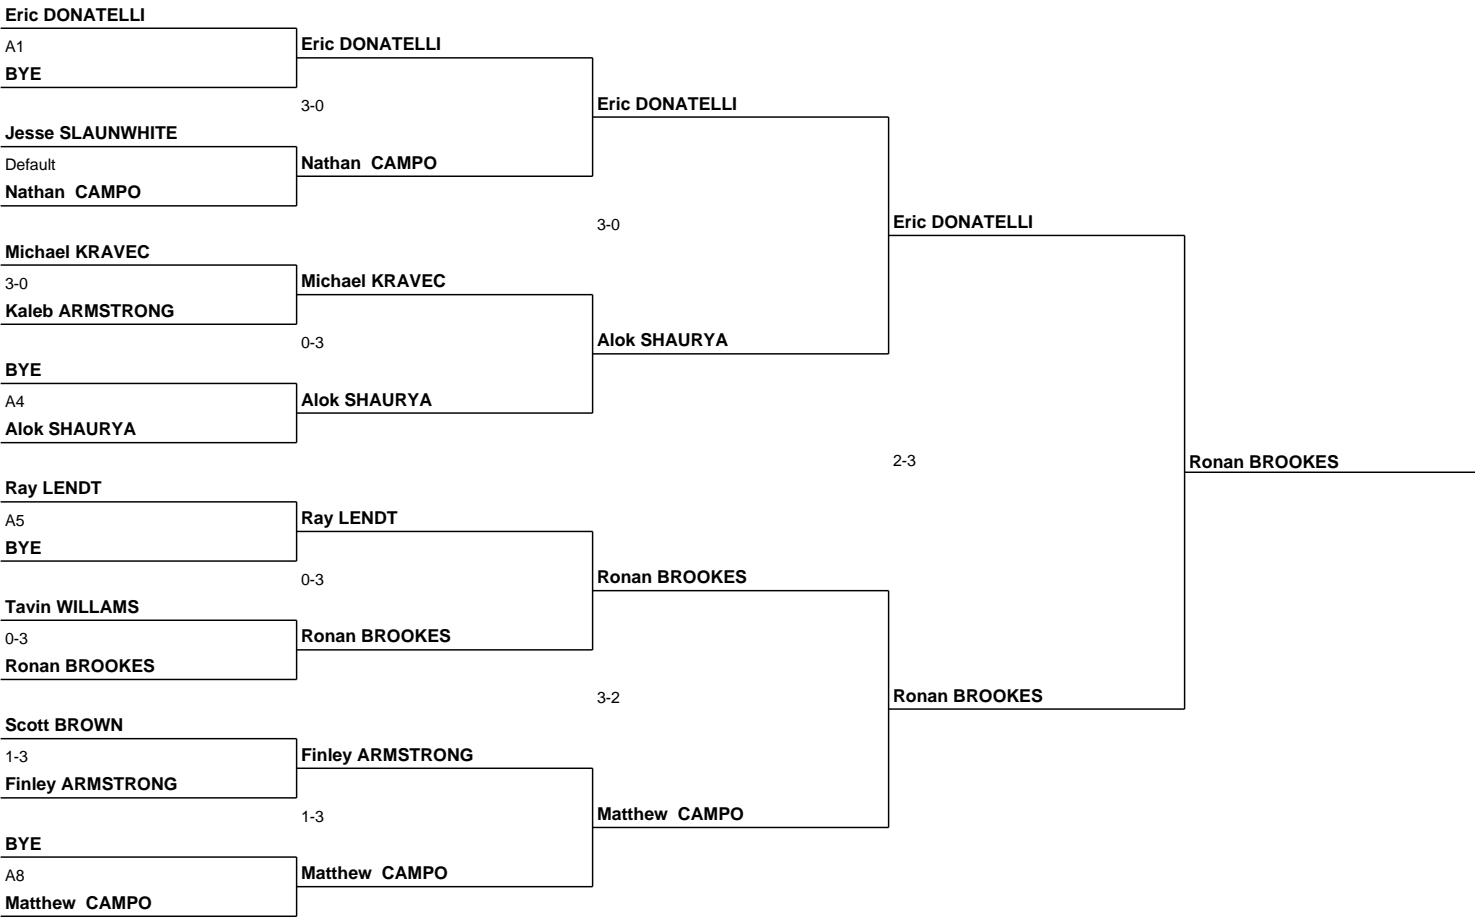 Eric DONATELLI
A1
BYE
Jesse SLAUNWHITE
Default
Nathan CAMPO
Michael KRAVEC
3-0
Kaleb ARMSTRONG
BYE
A4
Alok SHAURYA
Ray LENDT
A5
BYE
Tavin WILLAMS
0-3
Ronan BROOKES
Scott BROWN
1-3
Finley ARMSTRONG
BYE
A8
Matthew CAMPO
Eric DONATELLI
3-0
Nathan CAMPO
Michael KRAVEC
0-3
Alok SHAURYA
Ray LENDT
0-3
Ronan BROOKES
Finley ARMSTRONG
1-3
Matthew CAMPO
Eric DONATELLI
3-0
Alok SHAURYA
Ronan BROOKES
3-2
Matthew CAMPO
Eric DONATELLI
2-3
Ronan BROOKES
Ronan BROOKES